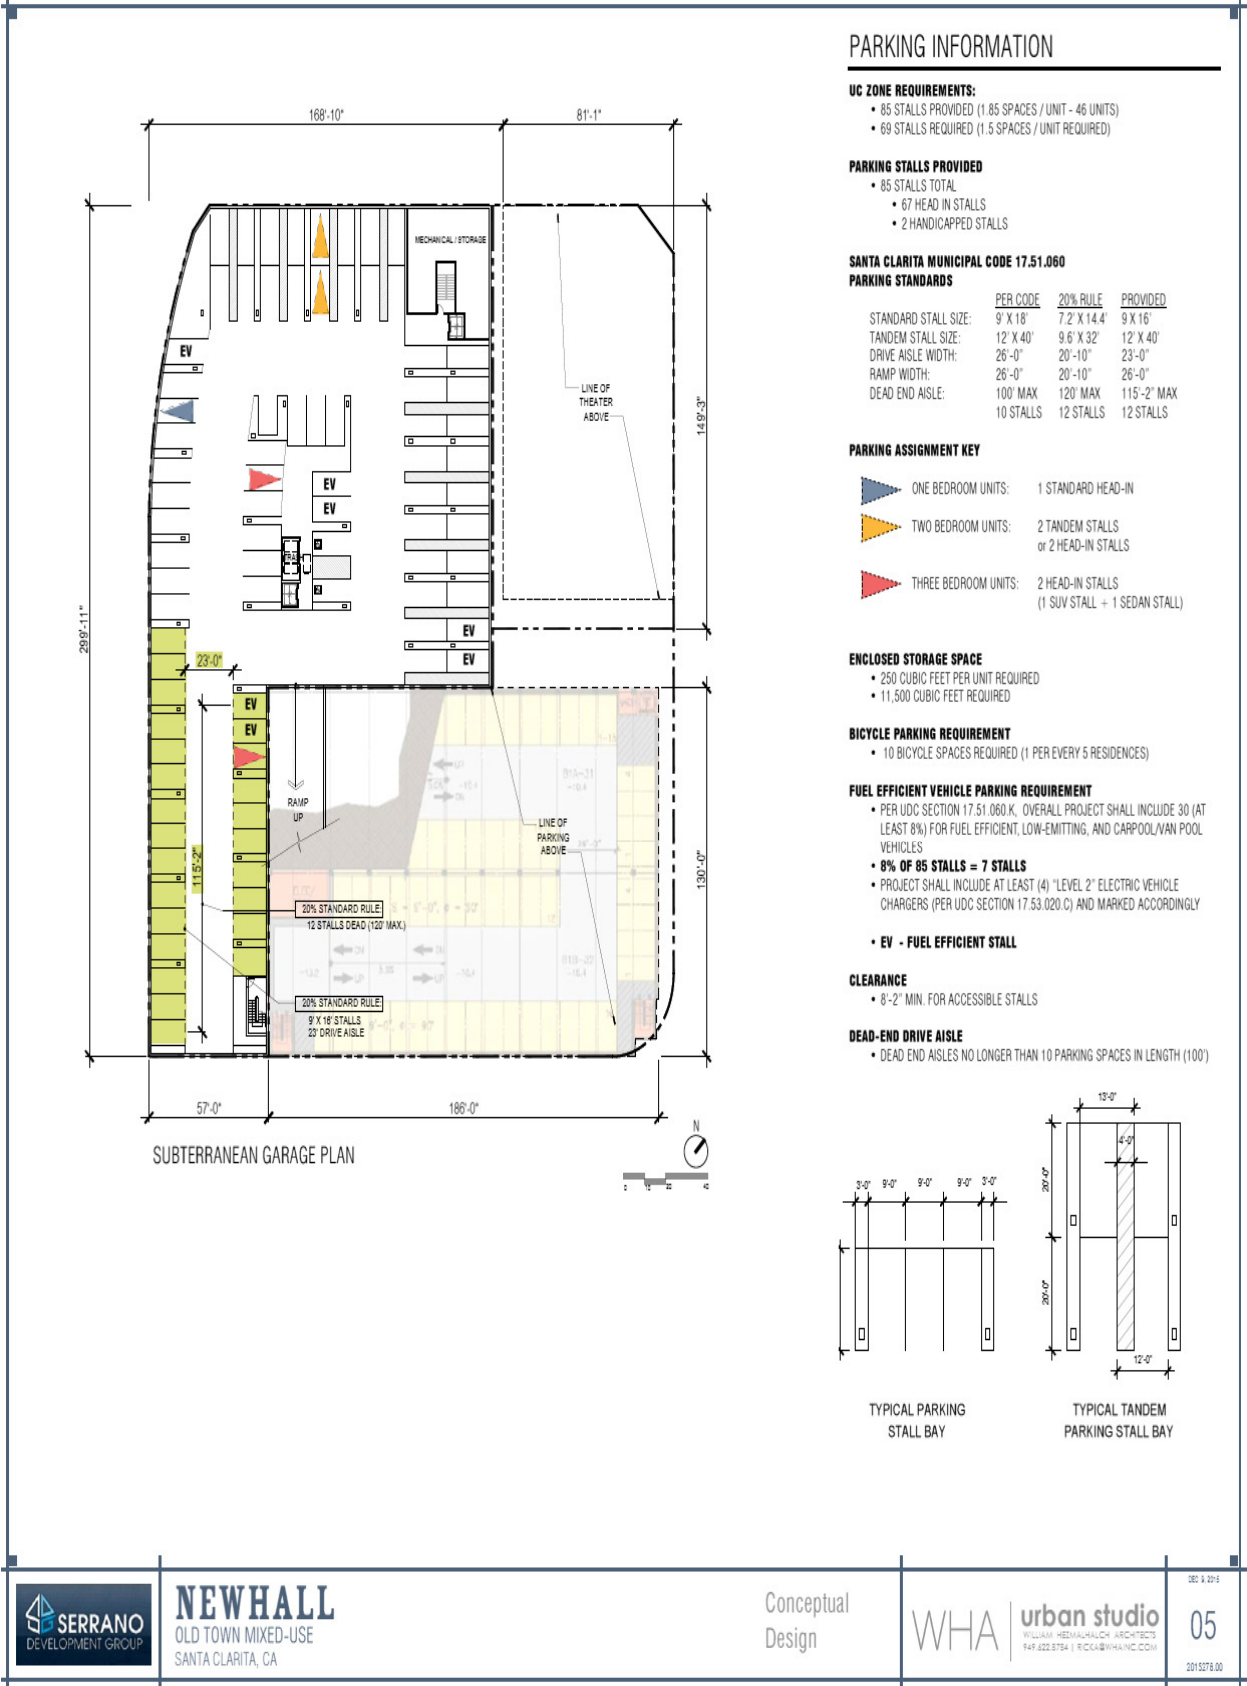 PARKING INFORMATION
UC ZONE REQUIREMENTS:
• 85 STALLS PROVIDED (1.85 SPACES / UNIT - 46 UNITS)
• 69 STALLS REQUIRED (1.5 SPACES / UNIT REQUIRED)
PARKING STALLS PROVIDED
• 85 STALLS TOTAL
• 67 HEAD IN STALLS
• 2 HANDICAPPED STALLS
SANTA CLARITA MUNICIPAL CODE 17.51.060
PARKING STANDARDS
PER CODE 20% RULE PROVIDED
STANDARD STALL SIZE: 9' X 18' 7.2' X 14.4' 9 X 16'
TANDEM STALL SIZE: 12' X 40' 9.6' X 32' 12' X 40'
DRIVE AISLE WIDTH: 26'-0" 20'-10" 23'-0"
RAMP WIDTH: 26'-0" 20'-10" 26'-0"
DEAD END AISLE: 100' MAX 120' MAX 115'-2" MAX
10 STALLS 12 STALLS 12 STALLS
PARKING ASSIGNMENT KEY
ONE BEDROOM UNITS: 1 STANDARD HEAD-IN
TWO BEDROOM UNITS: 2 TANDEM STALLS
or 2 HEAD-IN STALLS
THREE BEDROOM UNITS: 2 HEAD-IN STALLS
(1 SUV STALL + 1 SEDAN STALL)
ENCLOSED STORAGE SPACE
• 250 CUBIC FEET PER UNIT REQUIRED
• 11,500 CUBIC FEET REQUIRED
BICYCLE PARKING REQUIREMENT
• 10 BICYCLE SPACES REQUIRED (1 PER EVERY 5 RESIDENCES)
FUEL EFFICIENT VEHICLE PARKING REQUIREMENT
• PER UDC SECTION 17.51.060.K, OVERALL PROJECT SHALL INCLUDE 30 (AT
LEAST 8%) FOR FUEL EFFICIENT, LOW-EMITTING, AND CARPOOL/VAN POOL
VEHICLES
• 8% OF 85 STALLS = 7 STALLS
• PROJECT SHALL INCLUDE AT LEAST (4) "LEVEL 2" ELECTRIC VEHICLE
CHARGERS (PER UDC SECTION 17.53.020.C) AND MARKED ACCORDINGLY
• EV - FUEL EFFICIENT STALL
CLEARANCE
• 8'-2" MIN. FOR ACCESSIBLE STALLS
DEAD-END DRIVE AISLE
• DEAD END AISLES NO LONGER THAN 10 PARKING SPACES IN LENGTH (100')
168'-10"
81'-1"
MECHANICAL / STORAGE
EV
LINE OF
THEATER
ABOVE
149'-3"
EV
EV
TRASH
299'-11"
EV
EV
23'-0"
EV
EV
RAMP
UP
LINE OF
PARKING
ABOVE
115'-2"
130'-0"
20% STANDARD RULE:
12 STALLS DEAD (120' MAX.)
20% STANDARD RULE:
9' X 16' STALLS
23' DRIVE AISLE
57'-0"
186'-0"
SUBTERRANEAN GARAGE PLAN
N
3'-0" 9'-0" 9'-0" 9'-0" 3'-0"
TYPICAL PARKING
STALL BAY
13'-0"
4'-0"
20'-0"
20'-0"
12'-0"
TYPICAL TANDEM
PARKING STALL BAY
SERRANO
DEVELOPMENT GROUP
NEWHALL
OLD TOWN MIXED-USE
SANTA CLARITA, CA
Conceptual
Design
WHA
urban studio
WILLIAM HEZMALHALCH ARCHITECTS
DEC 9, 2015
05
2015276.00